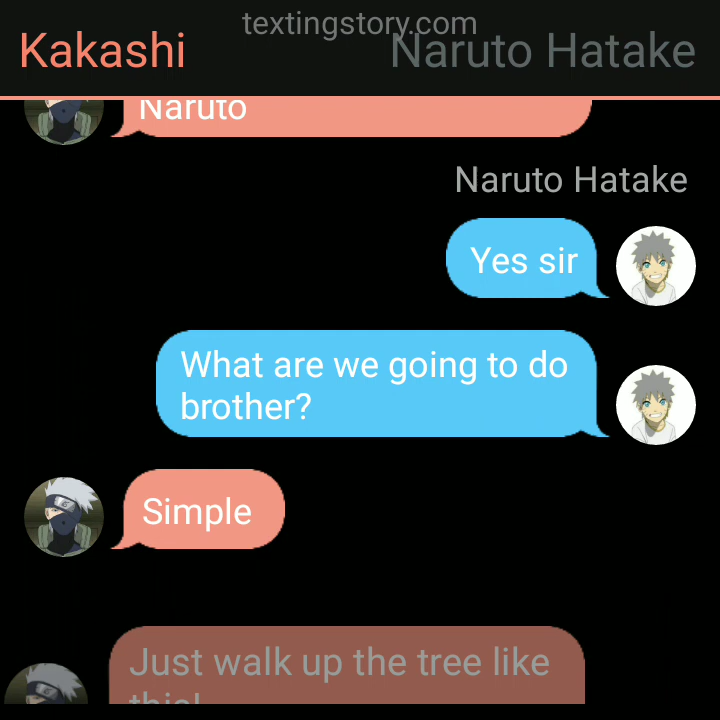 textingstory.com
Kakashi
Naruto Hatake
Naruto
Naruto Hatake
Yes sir
What are we going to do
brother?
Simple
Just walk up the tree like
this!